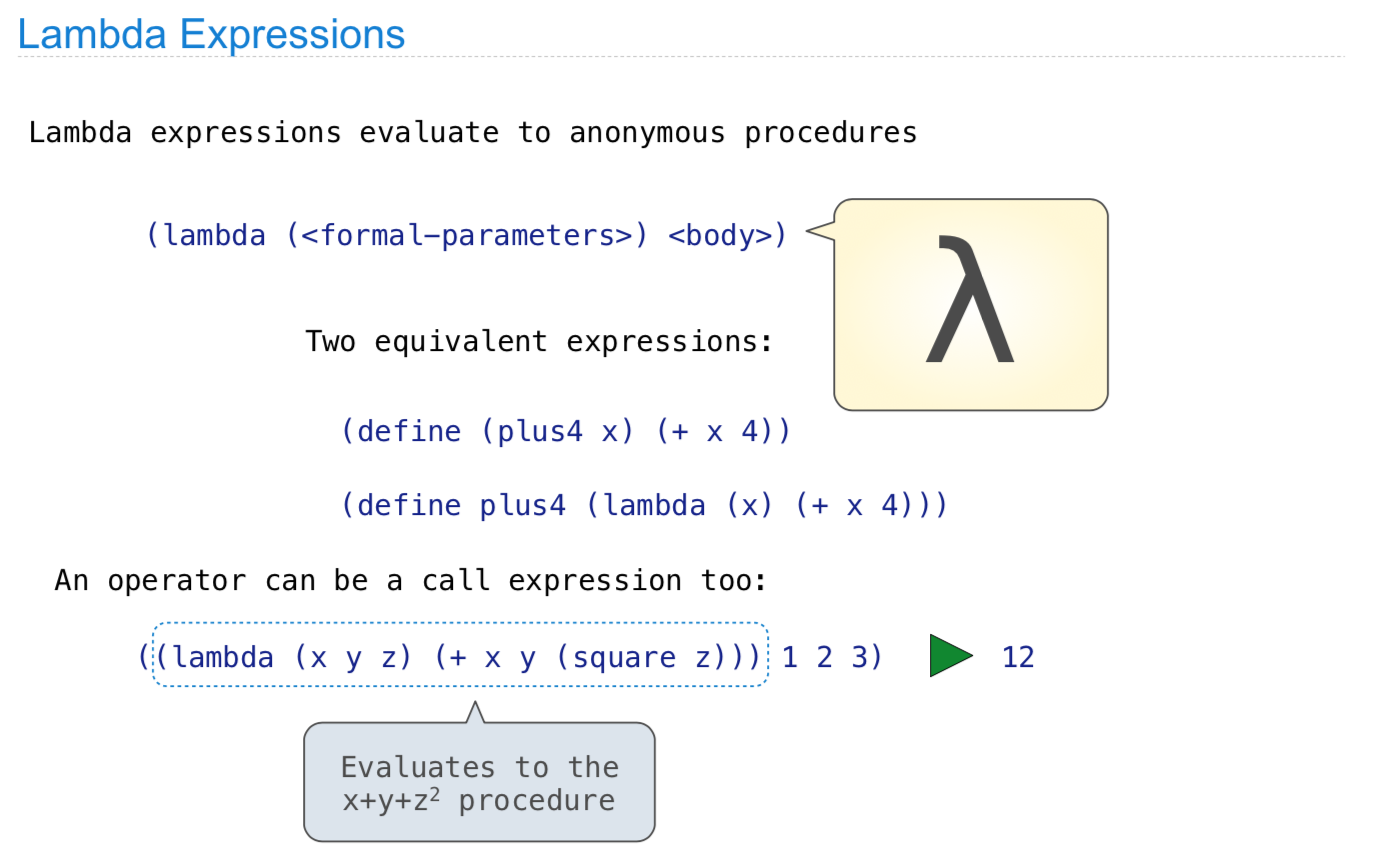 Lambda Expressions
Lambda expressions evaluate to anonymous procedures
(lambda (<formal-parameters>) <body>)
λ
Two equivalent expressions:
(define (plus4 x) (+ x 4))
(define plus4 (lambda (x) (+ x 4)))
An operator can be a call expression too:
((lambda (x y z) (+ x y (square z))) 1 2 3) 12
Evaluates to the
x+y+z² procedure